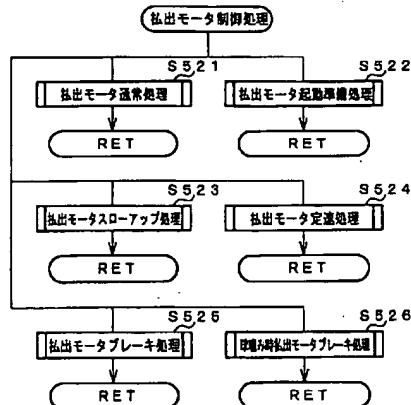 払出モータ制御処理
S521
S522
払出モータ通常処理
払出モータ起動準備処理
RET
RET
S523
S524
払出モータスローアップ処理
払出モータ定速処理
RET
RET
S525
S526
払出モータブレーキ処理
球噛み時払出モータブレーキ処理
RET
RET